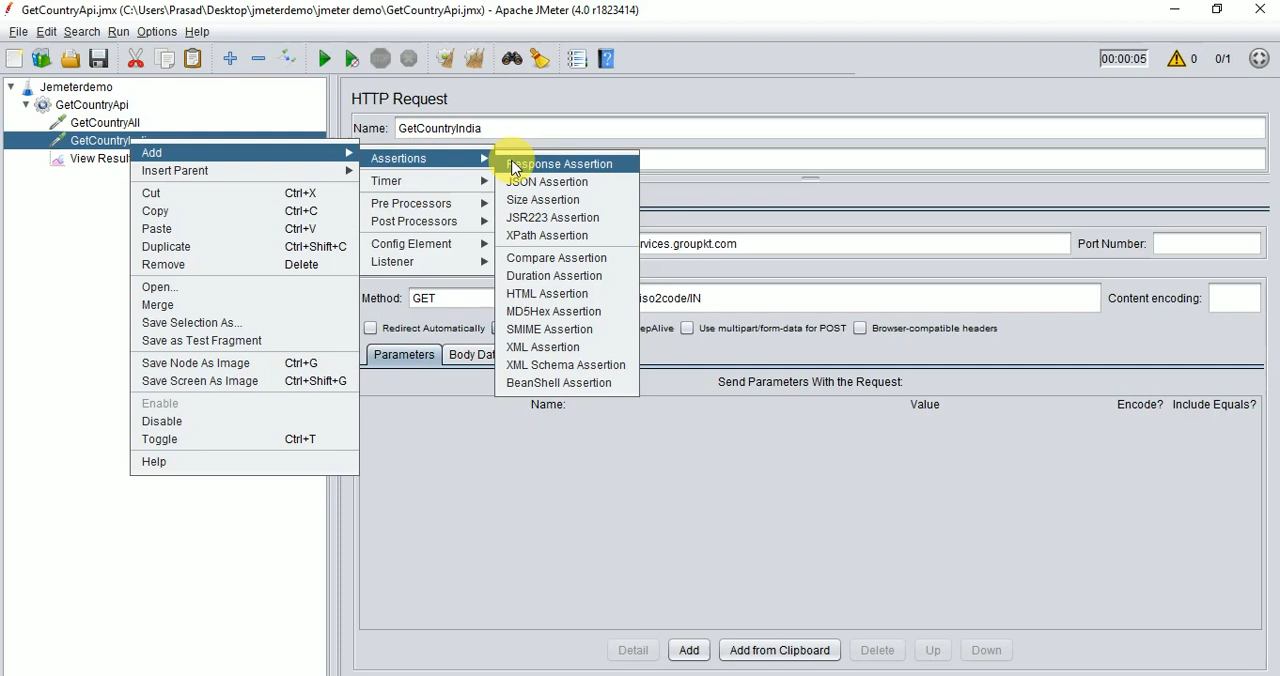 GetCountryApi.jmx (C:\Users\Prasad\Desktop\jmeterdemo\jmeter demo\GetCountryApi.jmx) - Apache JMeter (4.0 r1823414)
File Edit Search Run Options Help
00:00:05 0 0/1
Jemeterdemo
GetCountryApi
GetCountryAll
View Resul
HTTP Request
Name: GetCountryIndia
Add
Insert Parent
Cut Ctrl+X
Copy Ctrl+C
Paste Ctrl+V
Duplicate Ctrl+Shift+C
Remove Delete
Open...
Merge
Save Selection As...
Save as Test Fragment
Save Node As Image Ctrl+G
Save Screen As Image Ctrl+Shift+G
Enable
Disable
Toggle Ctrl+T
Help
Assertions
Timer
Pre Processors
Post Processors
Config Element
Listener
Response Assertion
JSON Assertion
Size Assertion
JSR223 Assertion
XPath Assertion
Compare Assertion
Duration Assertion
HTML Assertion
MD5Hex Assertion
SMIME Assertion
XML Assertion
XML Schema Assertion
BeanShell Assertion
rvices.groupkt.com Port Number:
Method: GET iso2code/IN Content encoding:
Redirect Automatically epAlive Use multipart/form-data for POST Browser-compatible headers
Parameters Body Dat
Send Parameters With the Request:
Name: Value Encode? Include Equals?
Detail Add Add from Clipboard Delete Up Down